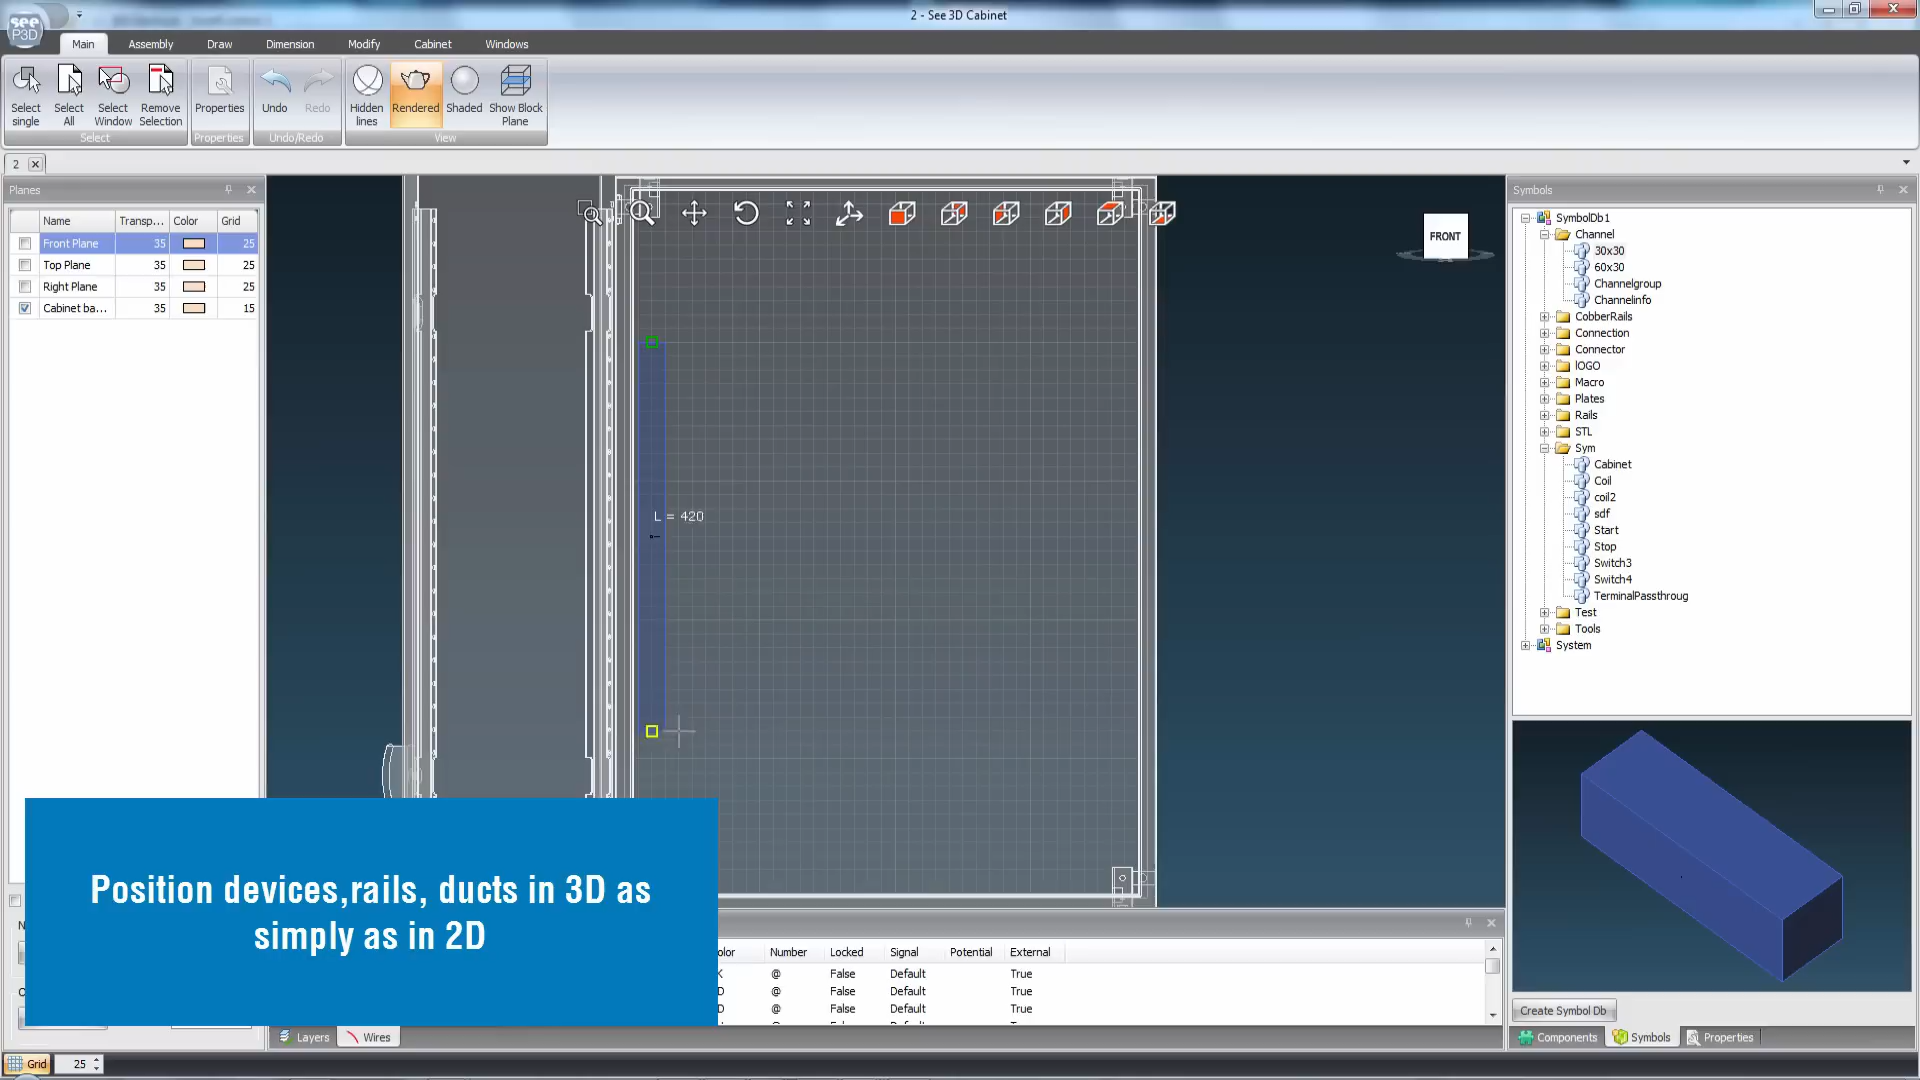 2 - See 3D Cabinet
see
P3D
Main Assembly Draw Dimension Modify Cabinet Windows
Select single
Select All
Select Window
Remove Selection
Properties
Undo
Redo
Hidden lines
Rendered
Shaded
Show Block Plane
Select Properties Undo/Redo View
2
Planes
Name Transp... Color Grid
Front Plane 35 25
Top Plane 35 25
Right Plane 35 25
Cabinet ba... 35 15
FRONT
L = 420
Symbols
SymbolDb1
Channel
30x30
60x30
Channelgroup
Channelinfo
CobberRails
Connection
Connector
IOGO
Macro
Plates
Rails
STL
Sym
Cabinet
Coil
coil2
sdf
Start
Stop
Switch3
Switch4
TerminalPassthroug
Test
Tools
System
Position devices,rails, ducts in 3D as
simply as in 2D
olor Number Locked Signal Potential External
K @ False Default True
D @ False Default True
D @ False Default True
Layers Wires
Create Symbol Db
Components Symbols Properties
Grid 25